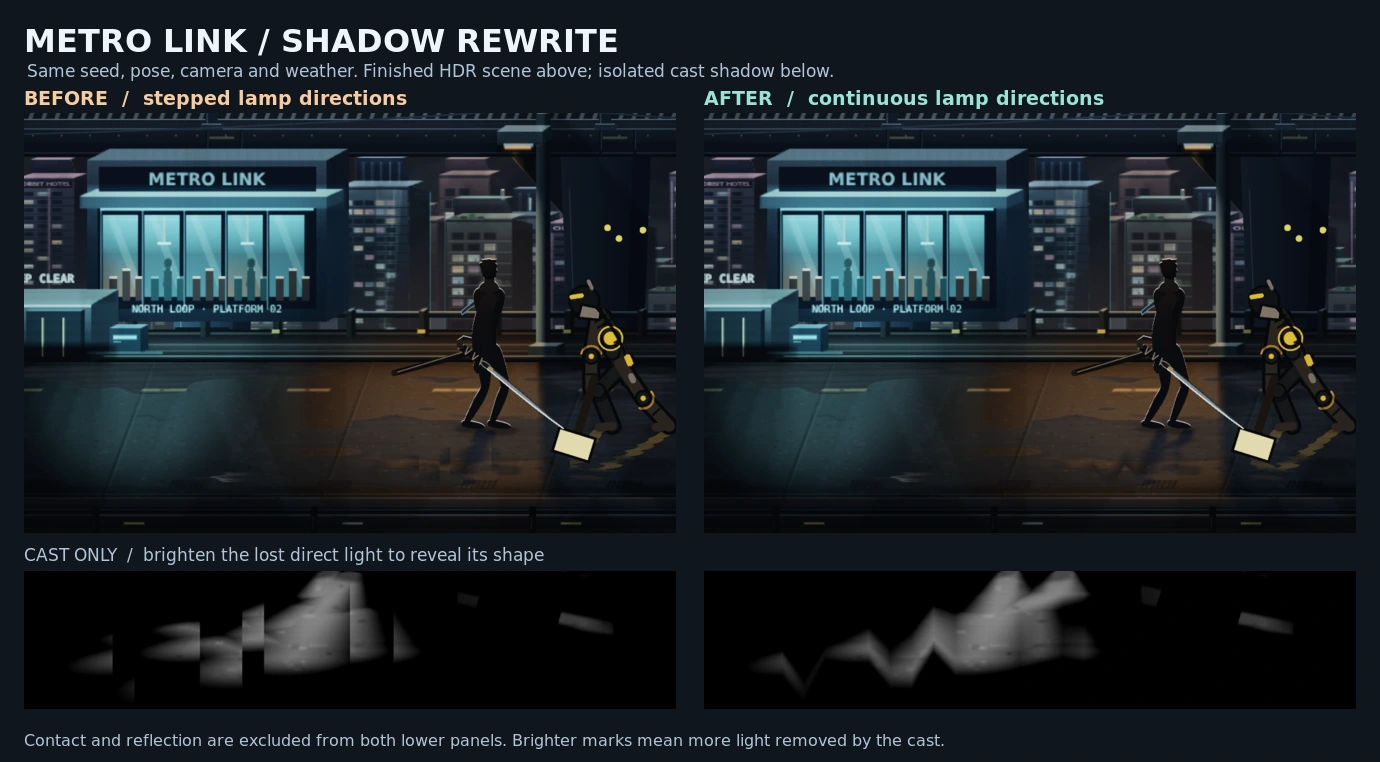 METRO LINK / SHADOW REWRITE
Same seed, pose, camera and weather. Finished HDR scene above; isolated cast shadow below.
BEFORE / stepped lamp directions
AFTER / continuous lamp directions
METRO LINK
METRO LINK
HOTEL
HOTEL
P CLEAR
P CLEAR
NORTH LOOP · PLATFORM 02
NORTH LOOP · PLATFORM 02
CAST ONLY / brighten the lost direct light to reveal its shape
Contact and reflection are excluded from both lower panels. Brighter marks mean more light removed by the cast.